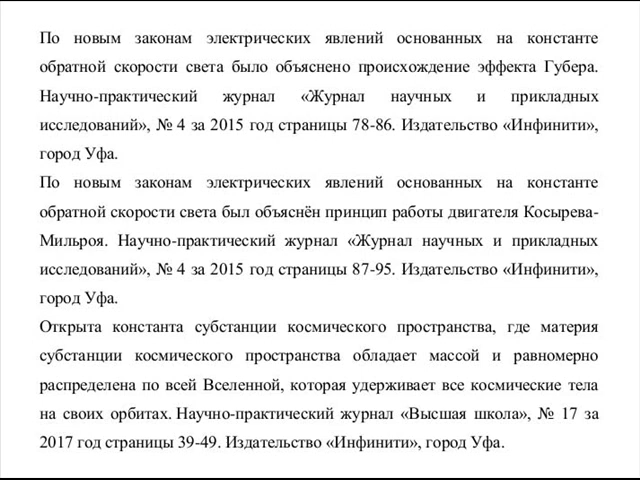 По новым законам электрических явлений основанных на константе
обратной скорости света было объяснено происхождение эффекта Губера.
Научно-практический журнал «Журнал научных и прикладных
исследований», № 4 за 2015 год страницы 78-86. Издательство «Инфинити»,
город Уфа.
По новым законам электрических явлений основанных на константе
обратной скорости света был объяснён принцип работы двигателя Косырева-
Мильроя. Научно-практический журнал «Журнал научных и прикладных
исследований», № 4 за 2015 год страницы 87-95. Издательство «Инфинити»,
город Уфа.
Открыта константа субстанции космического пространства, где материя
субстанции космического пространства обладает массой и равномерно
распределена по всей Вселенной, которая удерживает все космические тела
на своих орбитах. Научно-практический журнал «Высшая школа», № 17 за
2017 год страницы 39-49. Издательство «Инфинити», город Уфа.